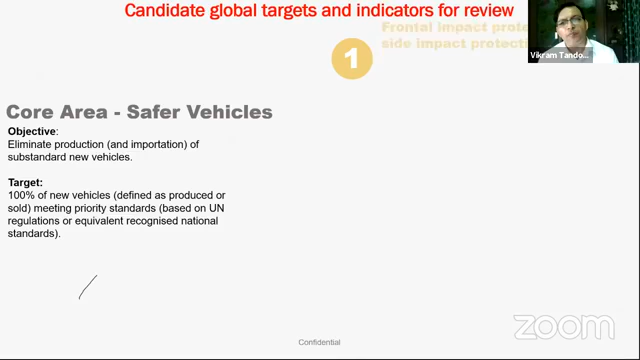 Candidate global targets and indicators for review
Frontal impact prote
side impact protecti
1
Vikram Tando...
Core Area - Safer Vehicles
Objective:
Eliminate production (and importation) of
substandard new vehicles.
Target:
100% of new vehicles (defined as produced or
sold) meeting priority standards (based on UN
regulations or equivalent recognised national
standards).
zoom
Confidential